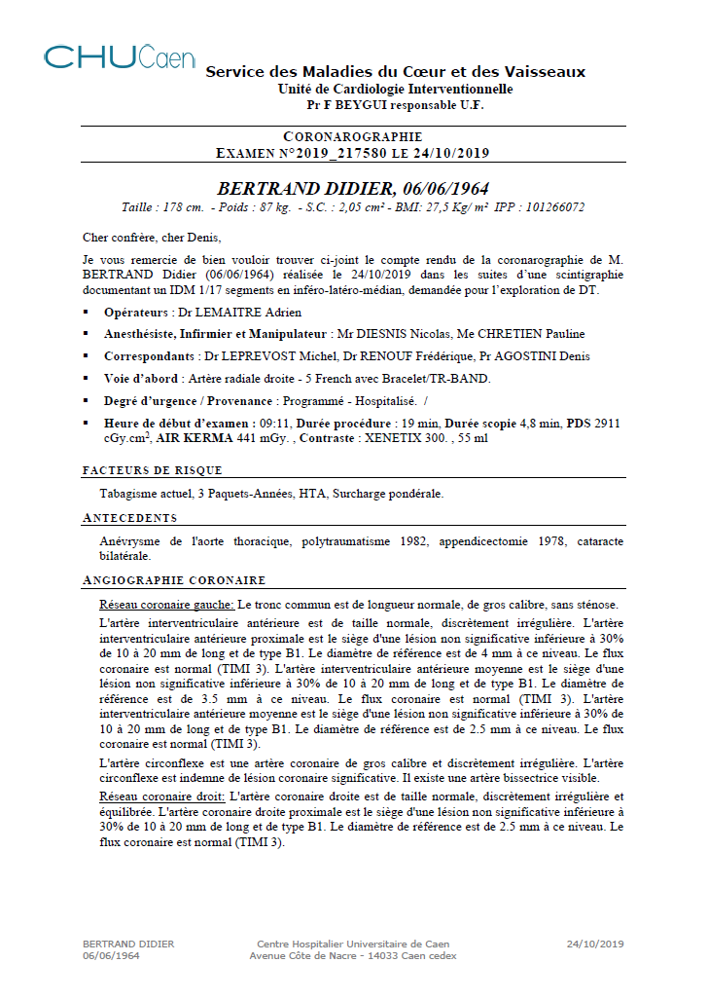 CHU Caen
Service des Maladies du Cœur et des Vaisseaux
Unité de Cardiologie Interventionnelle
Pr F BEYGUI responsable U.F.
CORONAROGRAPHIE
EXAMEN N°2019_217580 LE 24/10/2019
BERTRAND DIDIER, 06/06/1964
Taille : 178 cm. - Poids : 87 kg. - S.C. : 2,05 cm² - BMI: 27,5 Kg/ m² IPP : 101266072
Cher confrère, cher Denis,
Je vous remercie de bien vouloir trouver ci-joint le compte rendu de la coronarographie de M.
BERTRAND Didier (06/06/1964) réalisée le 24/10/2019 dans les suites d'une scintigraphie
documentant un IDM 1/17 segments en inféro-latéro-médian, demandée pour l'exploration de DT.
▪ Opérateurs : Dr LEMAITRE Adrien
▪ Anesthésiste, Infirmier et Manipulateur : Mr DIESNIS Nicolas, Me CHRETIEN Pauline
▪ Correspondants : Dr LEPREVOST Michel, Dr RENOUF Frédérique, Pr AGOSTINI Denis
▪ Voie d'abord : Artère radiale droite - 5 French avec Bracelet/TR-BAND.
▪ Degré d'urgence / Provenance : Programmé - Hospitalisé. /
▪ Heure de début d'examen : 09:11, Durée procédure : 19 min, Durée scopie 4,8 min, PDS 2911
cGy.cm², AIR KERMA 441 mGy. , Contraste : XENETIX 300. , 55 ml
FACTEURS DE RISQUE
Tabagisme actuel, 3 Paquets-Années, HTA, Surcharge pondérale.
ANTECEDENTS
Anévrysme de l'aorte thoracique, polytraumatisme 1982, appendicectomie 1978, cataracte
bilatérale.
ANGIOGRAPHIE CORONAIRE
Réseau coronaire gauche: Le tronc commun est de longueur normale, de gros calibre, sans sténose.
L'artère interventriculaire antérieure est de taille normale, discrètement irrégulière. L'artère
interventriculaire antérieure proximale est le siège d'une lésion non significative inférieure à 30%
de 10 à 20 mm de long et de type B1. Le diamètre de référence est de 4 mm à ce niveau. Le flux
coronaire est normal (TIMI 3). L'artère interventriculaire antérieure moyenne est le siège d'une
lésion non significative inférieure à 30% de 10 à 20 mm de long et de type B1. Le diamètre de
référence est de 3.5 mm à ce niveau. Le flux coronaire est normal (TIMI 3). L'artère
interventriculaire antérieure moyenne est le siège d'une lésion non significative inférieure à 30% de
10 à 20 mm de long et de type B1. Le diamètre de référence est de 2.5 mm à ce niveau. Le flux
coronaire est normal (TIMI 3).
L'artère circonflexe est une artère coronaire de gros calibre et discrètement irrégulière. L'artère
circonflexe est indemne de lésion coronaire significative. Il existe une artère bissectrice visible.
Réseau coronaire droit: L'artère coronaire droite est de taille normale, discrètement irrégulière et
équilibrée. L'artère coronaire droite proximale est le siège d'une lésion non significative inférieure à
30% de 10 à 20 mm de long et de type B1. Le diamètre de référence est de 2.5 mm à ce niveau. Le
flux coronaire est normal (TIMI 3).
BERTRAND DIDIER Centre Hospitalier Universitaire de Caen 24/10/2019
06/06/1964 Avenue Côte de Nacre - 14033 Caen cedex